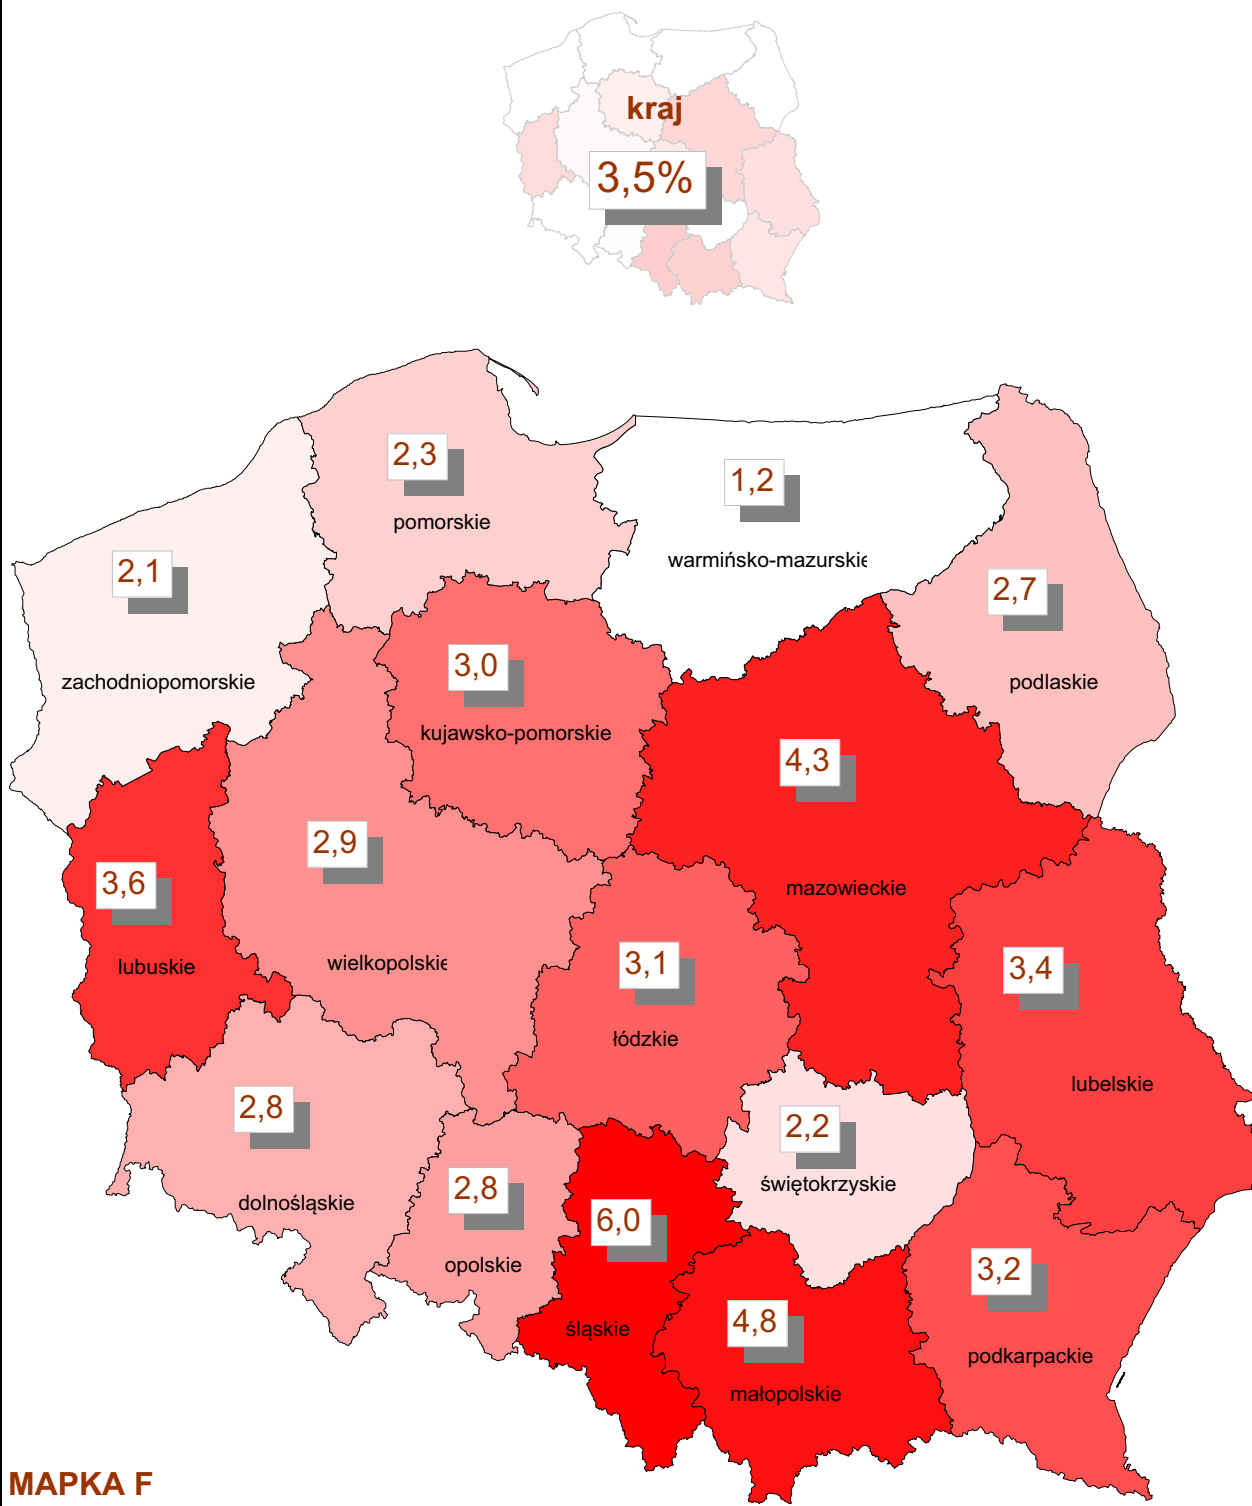 kraj
3,5%
2,3
pomorskie
1,2
warmińsko-mazurskie
2,1
zachodniopomorskie
2,7
podlaskie
3,0
kujawsko-pomorskie
4,3
mazowieckie
2,9
wielkopolskie
3,6
lubuskie
3,1
łódzkie
3,4
lubelskie
2,8
dolnośląskie
2,2
świętokrzyskie
2,8
opolskie
6,0
śląskie
3,2
podkarpackie
4,8
małopolskie
MAPKA F